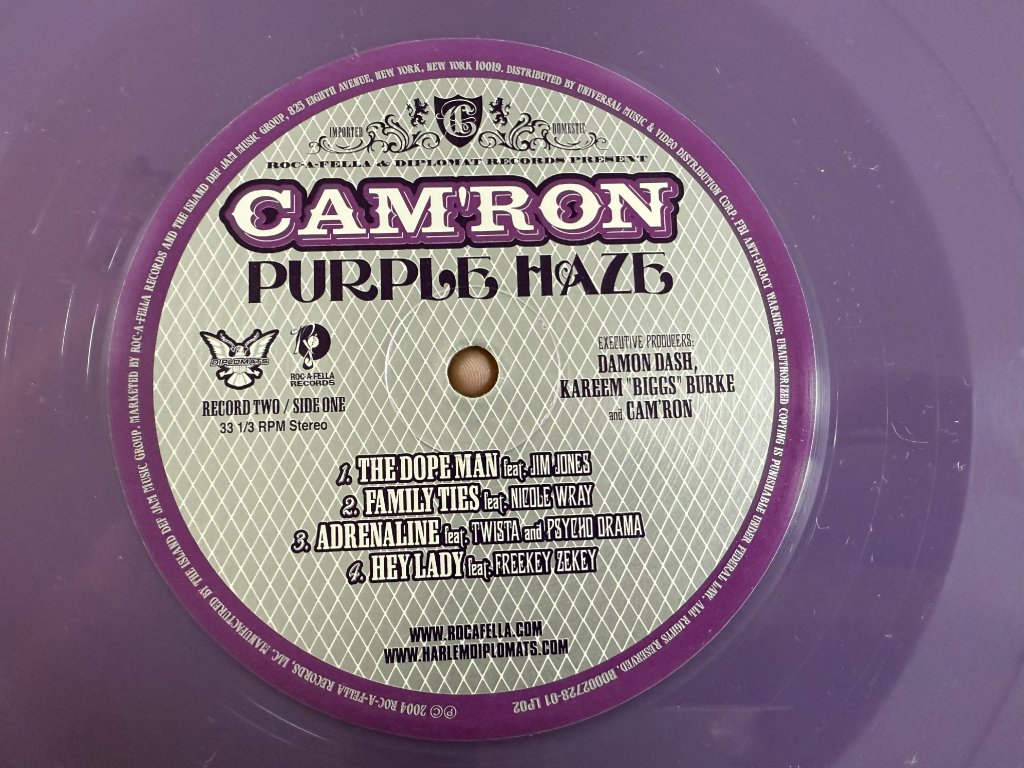 IMPORTED
DOMESTIC
C
ROC-A-FELLA & DIPLOMAT RECORDS PRESENT
CAM'RON
PURPLE HAZE
DIPLOMATS
ROC-A-FELLA
RECORDS
RECORD TWO / SIDE ONE
33 1/3 RPM Stereo
EXECUTIVE PRODUCERS:
DAMON DASH,
KAREEM "BIGGS" BURKE
and CAM'RON
1. THE DOPE MAN feat. JIM JONES
2. FAMILY TIES feat. NICOLE WRAY
3. ADRENALINE feat. TWISTA and PSYCHO DRAMA
4. HEY LADY feat. FREEKEY ZEKEY
WWW.ROCAFELLA.COM
WWW.HARLEMDIPLOMATS.COM
℗© 2004 ROC-A-FELLA RECORDS, LLC. MANUFACTURED BY THE ISLAND DEF JAM MUSIC GROUP. MARKETED BY ROC-A-FELLA RECORDS AND THE ISLAND DEF JAM MUSIC GROUP, 825 EIGHTH AVENUE, NEW YORK, NEW YORK 10019. DISTRIBUTED BY UNIVERSAL MUSIC & VIDEO DISTRIBUTION CORP. FBI ANTI-PIRACY WARNING: UNAUTHORIZED COPYING IS PUNISHABLE UNDER FEDERAL LAW. ALL RIGHTS RESERVED. B0002728-01 LP02